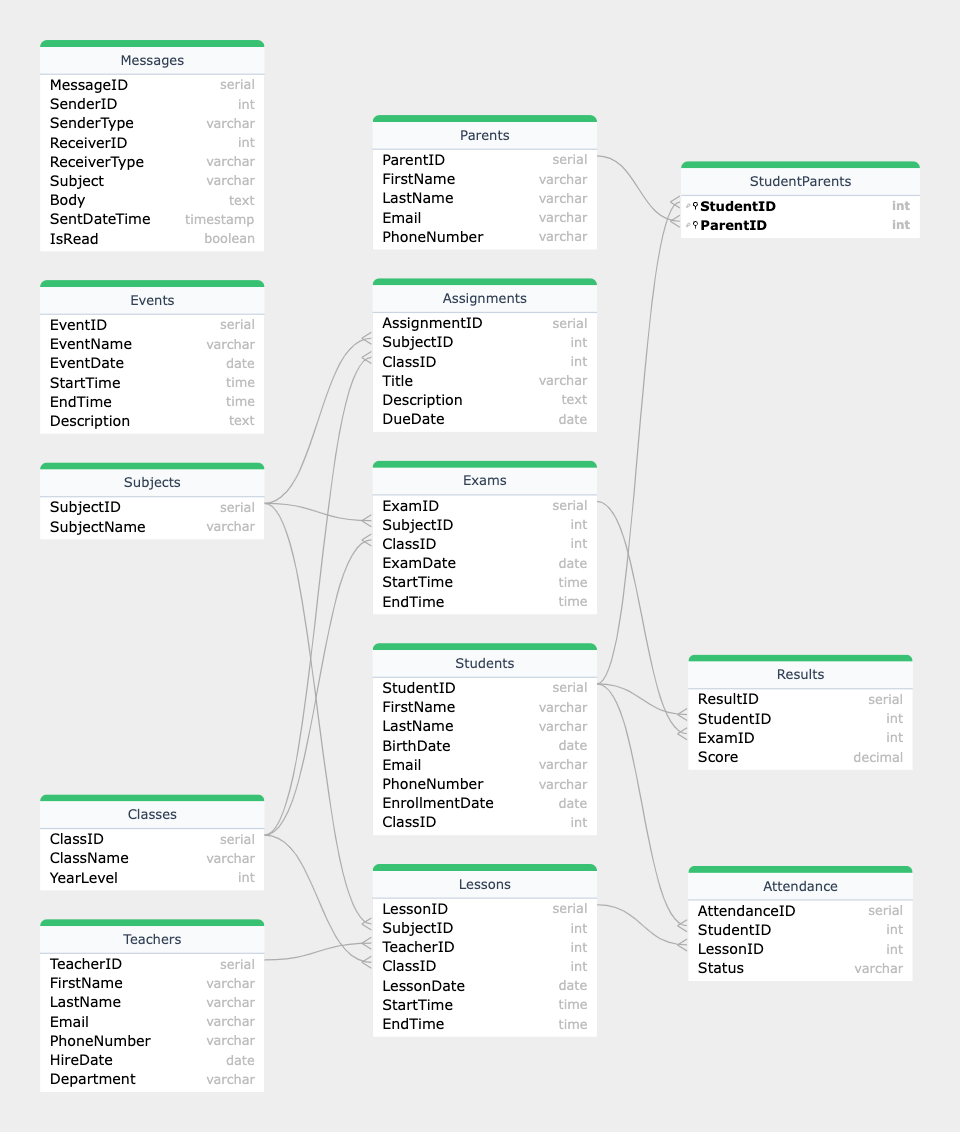 Messages
MessageID serial
SenderID int
SenderType varchar
ReceiverID int
ReceiverType varchar
Subject varchar
Body text
SentDateTime timestamp
IsRead boolean
Events
EventID serial
EventName varchar
EventDate date
StartTime time
EndTime time
Description text
Subjects
SubjectID serial
SubjectName varchar
Classes
ClassID serial
ClassName varchar
YearLevel int
Teachers
TeacherID serial
FirstName varchar
LastName varchar
Email varchar
PhoneNumber varchar
HireDate date
Department varchar
Parents
ParentID serial
FirstName varchar
LastName varchar
Email varchar
PhoneNumber varchar
Assignments
AssignmentID serial
SubjectID int
ClassID int
Title varchar
Description text
DueDate date
Exams
ExamID serial
SubjectID int
ClassID int
ExamDate date
StartTime time
EndTime time
Students
StudentID serial
FirstName varchar
LastName varchar
BirthDate date
Email varchar
PhoneNumber varchar
EnrollmentDate date
ClassID int
Lessons
LessonID serial
SubjectID int
TeacherID int
ClassID int
LessonDate date
StartTime time
EndTime time
StudentParents
StudentID int
ParentID int
Results
ResultID serial
StudentID int
ExamID int
Score decimal
Attendance
AttendanceID serial
StudentID int
LessonID int
Status varchar